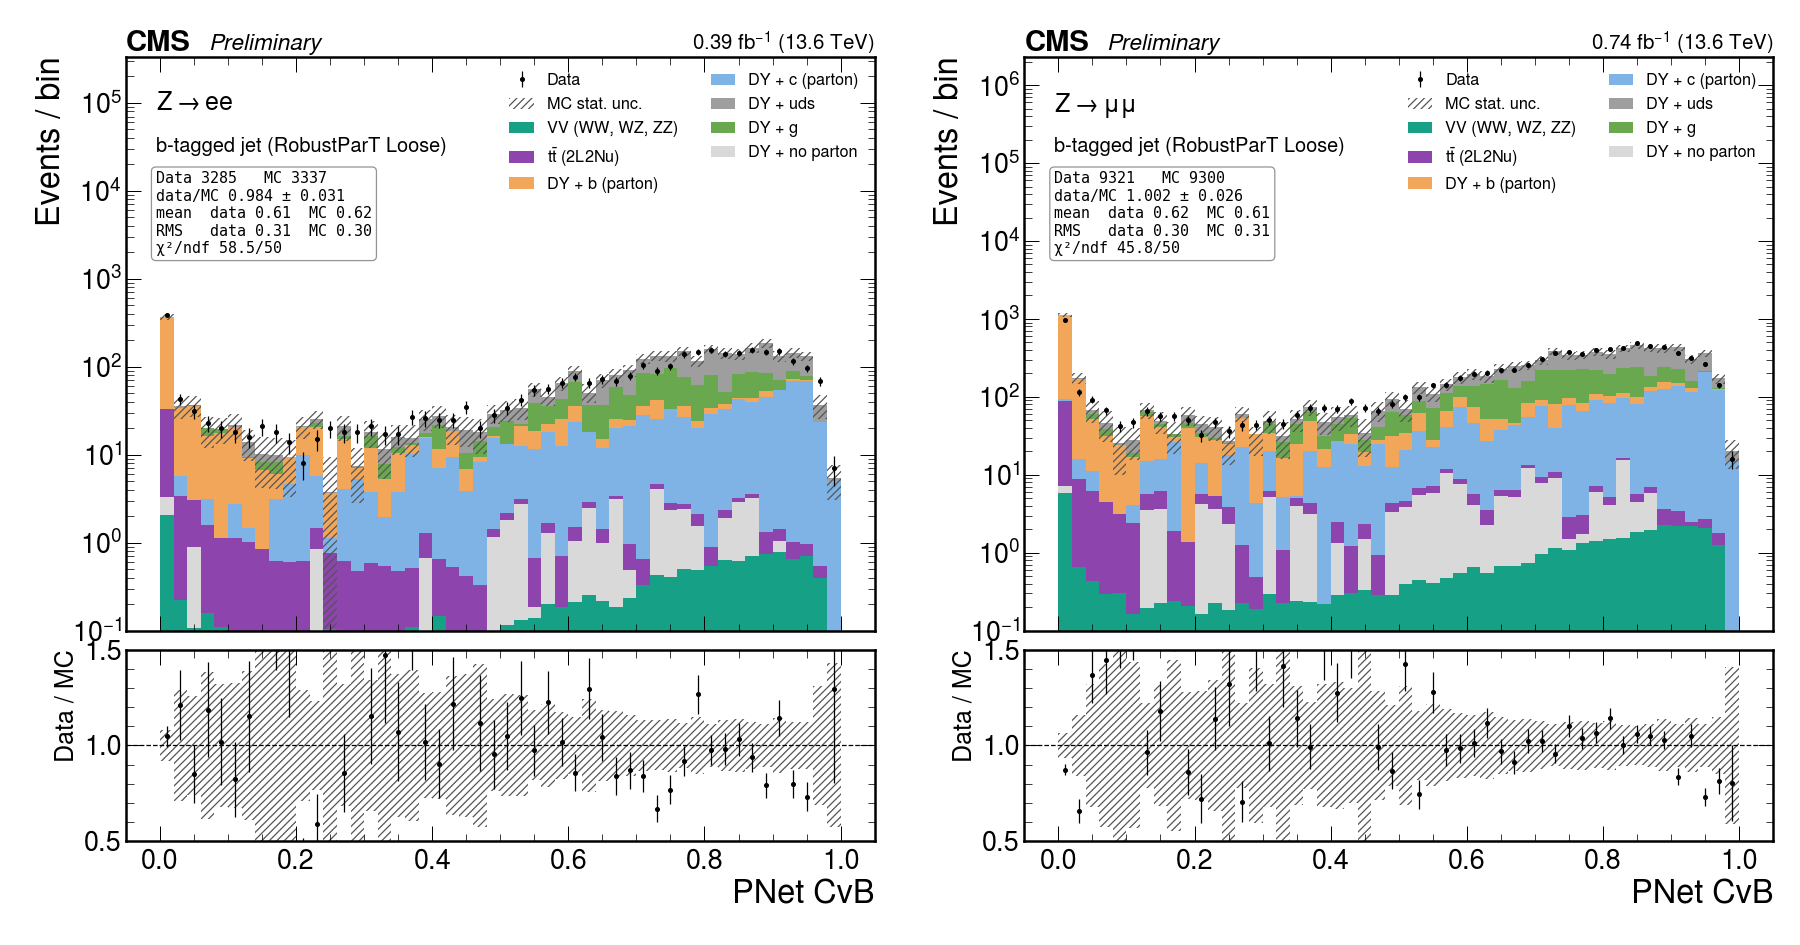 CMS Preliminary 0.39 fb⁻¹ (13.6 TeV)
Events / bin
Z → ee
b-tagged jet (RobustParT Loose)
Data 3285 MC 3337
data/MC 0.984 ± 0.031
mean data 0.61 MC 0.62
RMS data 0.31 MC 0.30
χ²/ndf 58.5/50
Data
MC stat. unc.
VV (WW, WZ, ZZ)
tt̄ (2L2Nu)
DY + b (parton)
DY + c (parton)
DY + uds
DY + g
DY + no parton
10⁵
10⁴
10³
10²
10¹
10⁰
10⁻¹
Data / MC
1.5
1.0
0.5
0.0 0.2 0.4 0.6 0.8 1.0
PNet CvB
CMS Preliminary 0.74 fb⁻¹ (13.6 TeV)
Events / bin
Z → μμ
b-tagged jet (RobustParT Loose)
Data 9321 MC 9300
data/MC 1.002 ± 0.026
mean data 0.62 MC 0.61
RMS data 0.30 MC 0.31
χ²/ndf 45.8/50
Data
MC stat. unc.
VV (WW, WZ, ZZ)
tt̄ (2L2Nu)
DY + b (parton)
DY + c (parton)
DY + uds
DY + g
DY + no parton
10⁶
10⁵
10⁴
10³
10²
10¹
10⁰
10⁻¹
Data / MC
1.5
1.0
0.5
0.0 0.2 0.4 0.6 0.8 1.0
PNet CvB